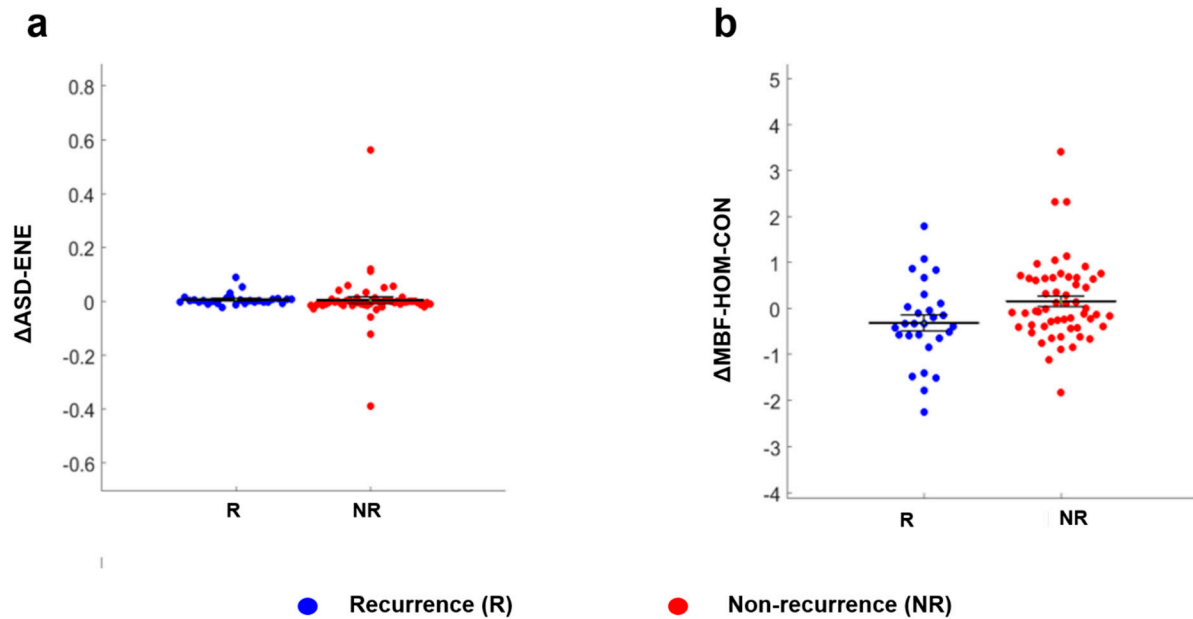 a
ΔASD-ENE
0.8
0.6
0.4
0.2
0
-0.2
-0.4
-0.6
R NR
b
ΔMBF-HOM-CON
5
4
3
2
1
0
-1
-2
-3
-4
R NR
Recurrence (R) Non-recurrence (NR)